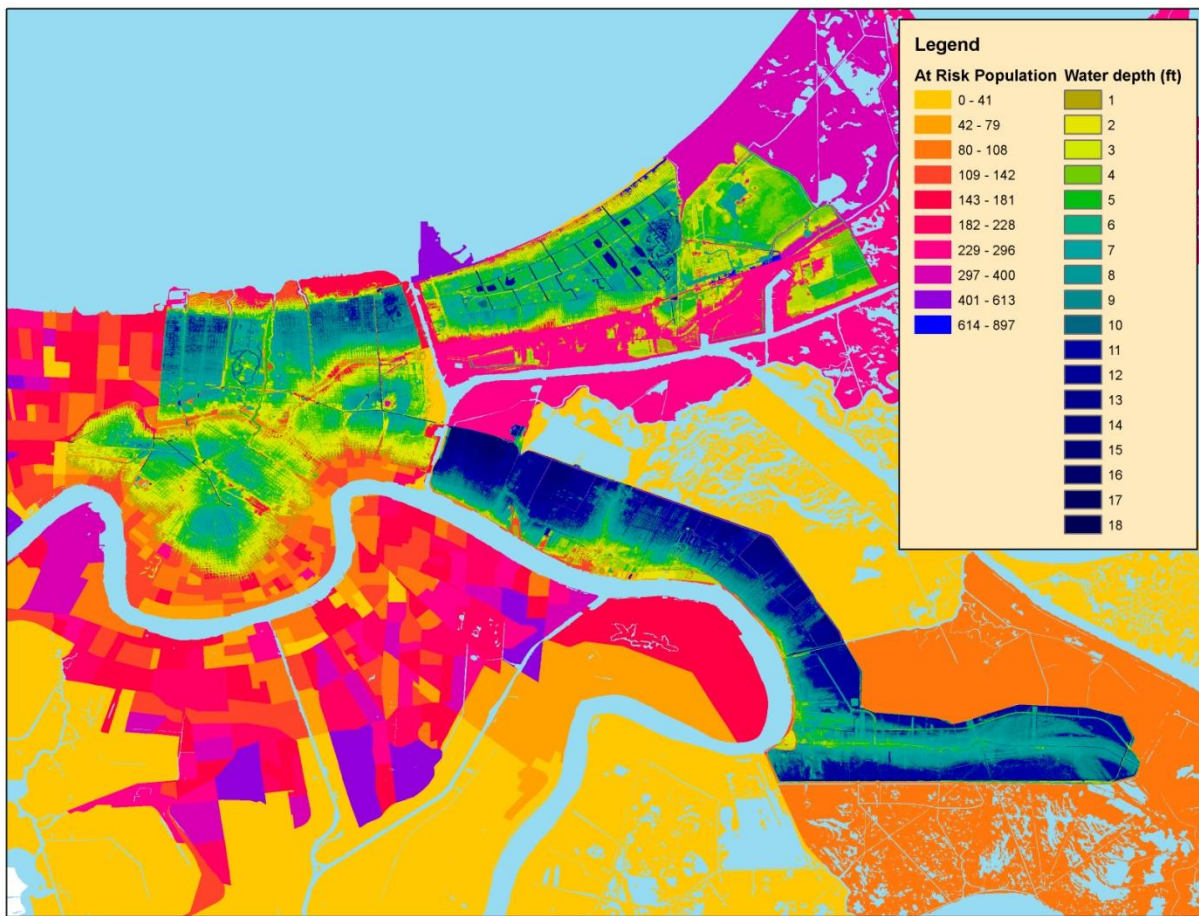 Legend
At Risk Population Water depth (ft)
0 - 41 1
42 - 79 2
80 - 108 3
109 - 142 4
143 - 181 5
182 - 228 6
229 - 296 7
297 - 400 8
401 - 613 9
614 - 897 10
11
12
13
14
15
16
17
18